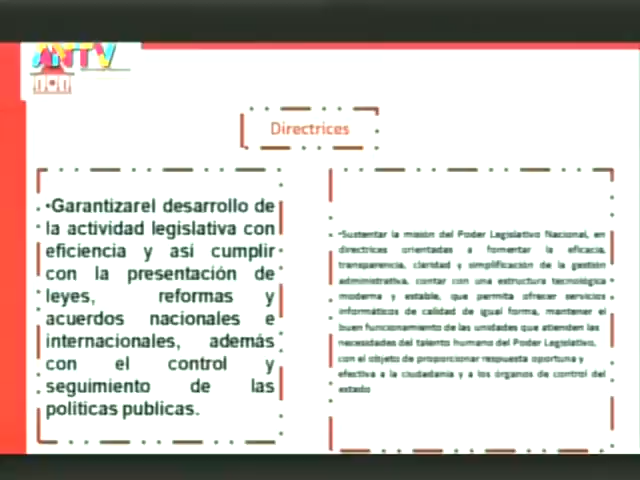 ANTV
Directrices
•Garantizarel desarrollo de
la actividad legislativa con
eficiencia y así cumplir
con la presentación de
leyes, reformas y
acuerdos nacionales e
internacionales, además
con el control y
seguimiento de las
políticas publicas.
•Sustentar la misión del Poder Legislativo Nacional, en
directrices orientadas a fomentar la eficacia,
transparencia, claridad y simplificación de la gestión
administrativa, contar con una estructura tecnológica
moderna y estable, que permita ofrecer servicios
informáticos de calidad de igual forma, mantener el
buen funcionamiento de las unidades que atienden las
necesidades del talento humano del Poder Legislativo,
con el objeto de proporcionar respuesta oportuna y
efectiva a la ciudadanía y a los órganos de control del
estado